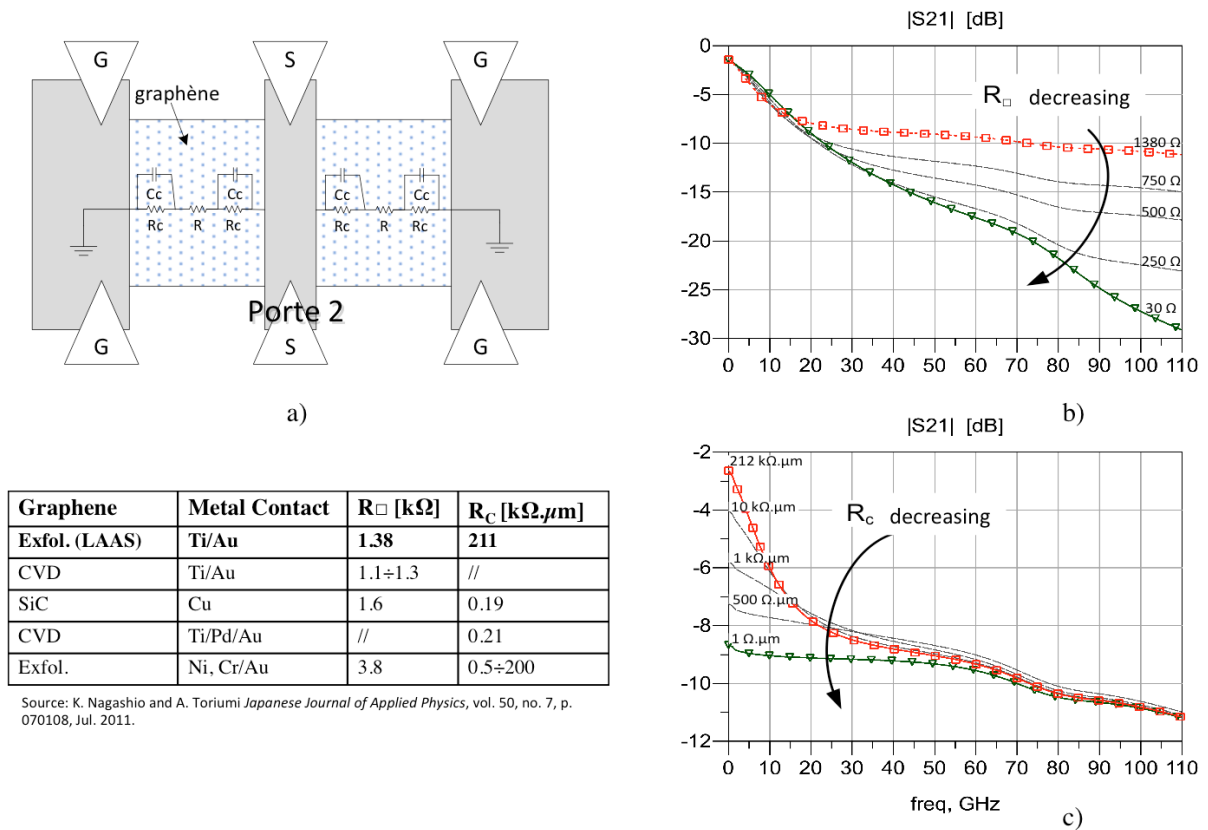 G S G
graphène
Cc Cc Cc Cc
Rc R Rc Rc R Rc
Porte 2
G S G
a)
|S21| [dB]
0
-5
-10
-15
-20
-25
-30
R□ decreasing
1380 Ω
750 Ω
500 Ω
250 Ω
30 Ω
0 10 20 30 40 50 60 70 80 90 100 110
b)
Graphene Metal Contact R□ [kΩ] RC [kΩ.µm]
Exfol. (LAAS) Ti/Au 1.38 211
CVD Ti/Au 1.1÷1.3 //
SiC Cu 1.6 0.19
CVD Ti/Pd/Au // 0.21
Exfol. Ni, Cr/Au 3.8 0.5÷200
Source: K. Nagashio and A. Toriumi Japanese Journal of Applied Physics, vol. 50, no. 7, p.
070108, Jul. 2011.
|S21| [dB]
-2
-4
-6
-8
-10
-12
212 kΩ.µm
10 kΩ.µm
1 kΩ.µm
500 Ω.µm
1 Ω.µm
Rc decreasing
0 10 20 30 40 50 60 70 80 90 100 110
freq, GHz
c)